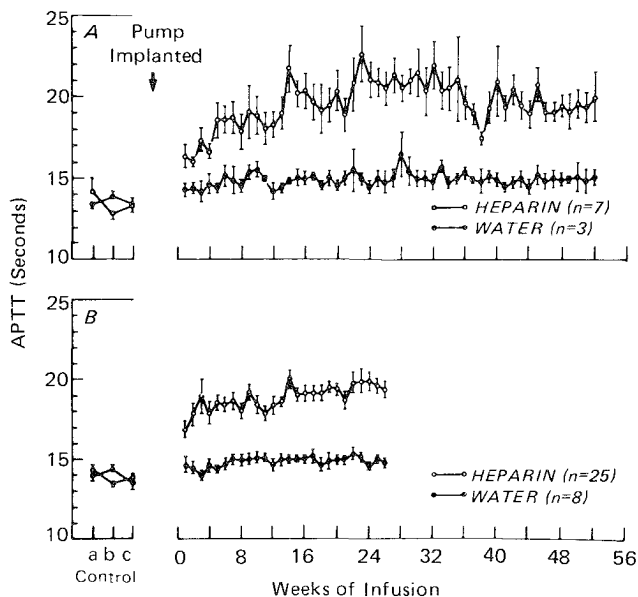 A
Pump
Implanted
25
20
15
10
HEPARIN (n=7)
WATER (n=3)
APTT (Seconds)
B
25
20
15
10
HEPARIN (n=25)
WATER (n=8)
a b c
Control
0 8 16 24 32 40 48 56
Weeks of Infusion